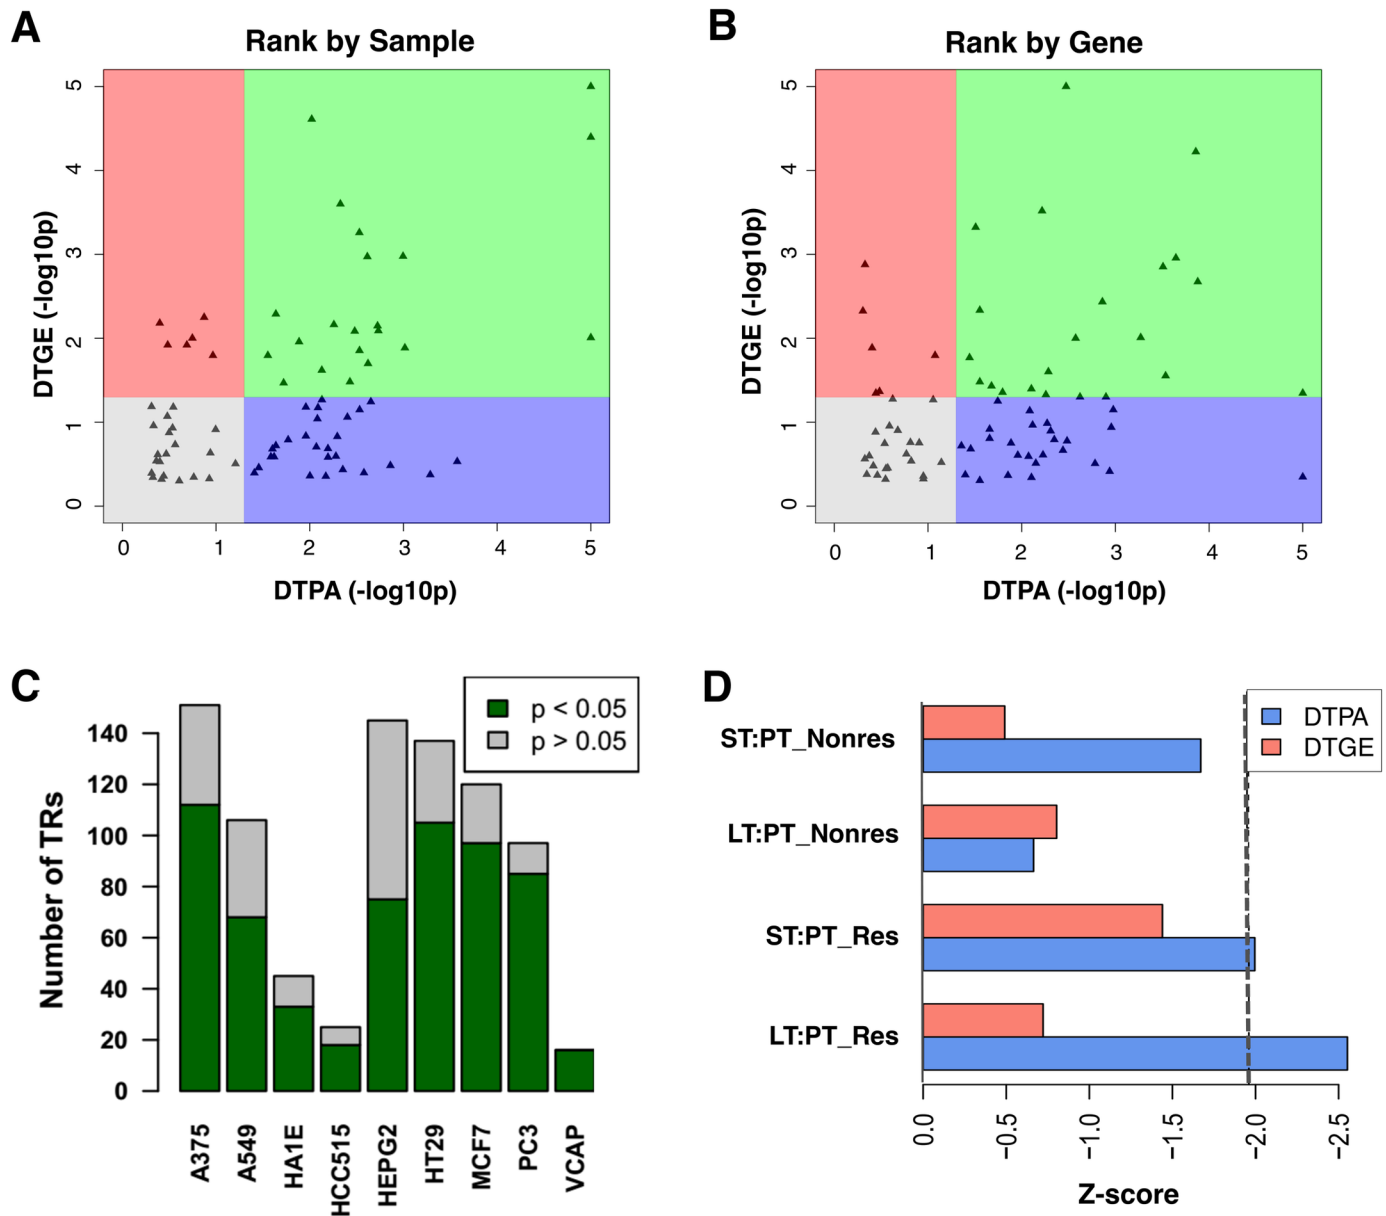 A
Rank by Sample
5
4
3
2
1
0
DTGE (-log10p)
0 1 2 3 4 5
DTPA (-log10p)
B
Rank by Gene
5
4
3
2
1
0
DTGE (-log10p)
0 1 2 3 4 5
DTPA (-log10p)
C
p < 0.05
p > 0.05
140
120
100
80
60
40
20
0
Number of TRs
A375
A549
HA1E
HCC515
HEPG2
HT29
MCF7
PC3
VCAP
D
DTPA
DTGE
ST:PT_Nonres
LT:PT_Nonres
ST:PT_Res
LT:PT_Res
0.0
−0.5
−1.0
−1.5
−2.0
−2.5
Z-score